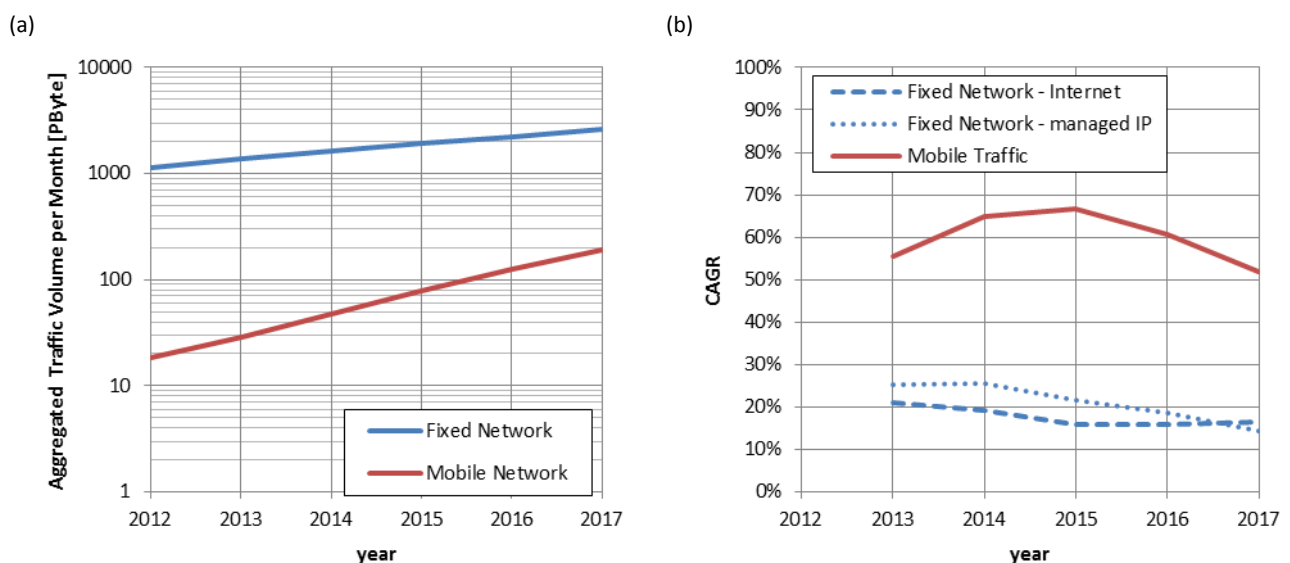 (a)
Aggregated Traffic Volume per Month [PByte]
10000
1000
100
10
1
Fixed Network
Mobile Network
2012 2013 2014 2015 2016 2017
year
(b)
CAGR
100%
90%
80%
70%
60%
50%
40%
30%
20%
10%
0%
Fixed Network - Internet
Fixed Network - managed IP
Mobile Traffic
2012 2013 2014 2015 2016 2017
year